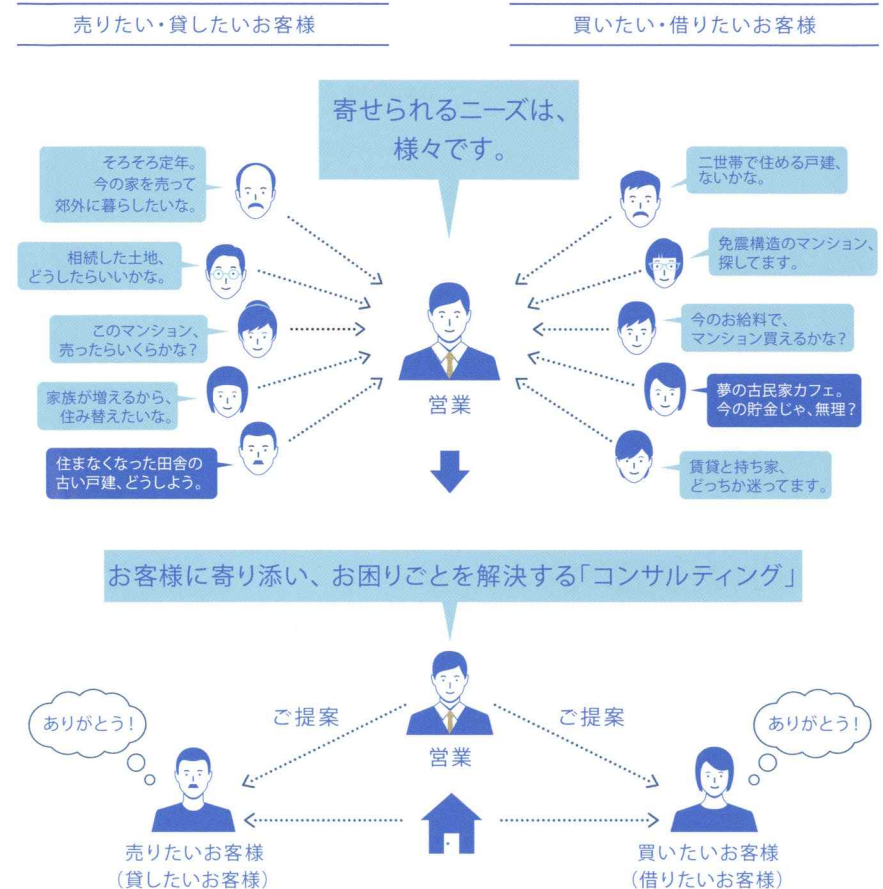 売りたい・貸したいお客様
買いたい・借りたいお客様
寄せられるニーズは、
様々です。
そろそろ定年。
今の家を売って
郊外に暮らしたいな。
相続した土地、
どうしたらいいかな。
このマンション、
売ったらいくらかな?
家族が増えるから、
住み替えたいな。
住まなくなった田舎の
古い戸建、どうしよう。
二世帯で住める戸建、
ないかな。
免震構造のマンション、
探してます。
今のお給料で、
マンション買えるかな?
夢の古民家カフェ。
今の貯金じゃ、無理?
賃貸と持ち家、
どっちか迷ってます。
営業
お客様に寄り添い、お困りごとを解決する「コンサルティング」
ありがとう!
ご提案
営業
ご提案
ありがとう!
売りたいお客様
(貸したいお客様)
買いたいお客様
(借りたいお客様)